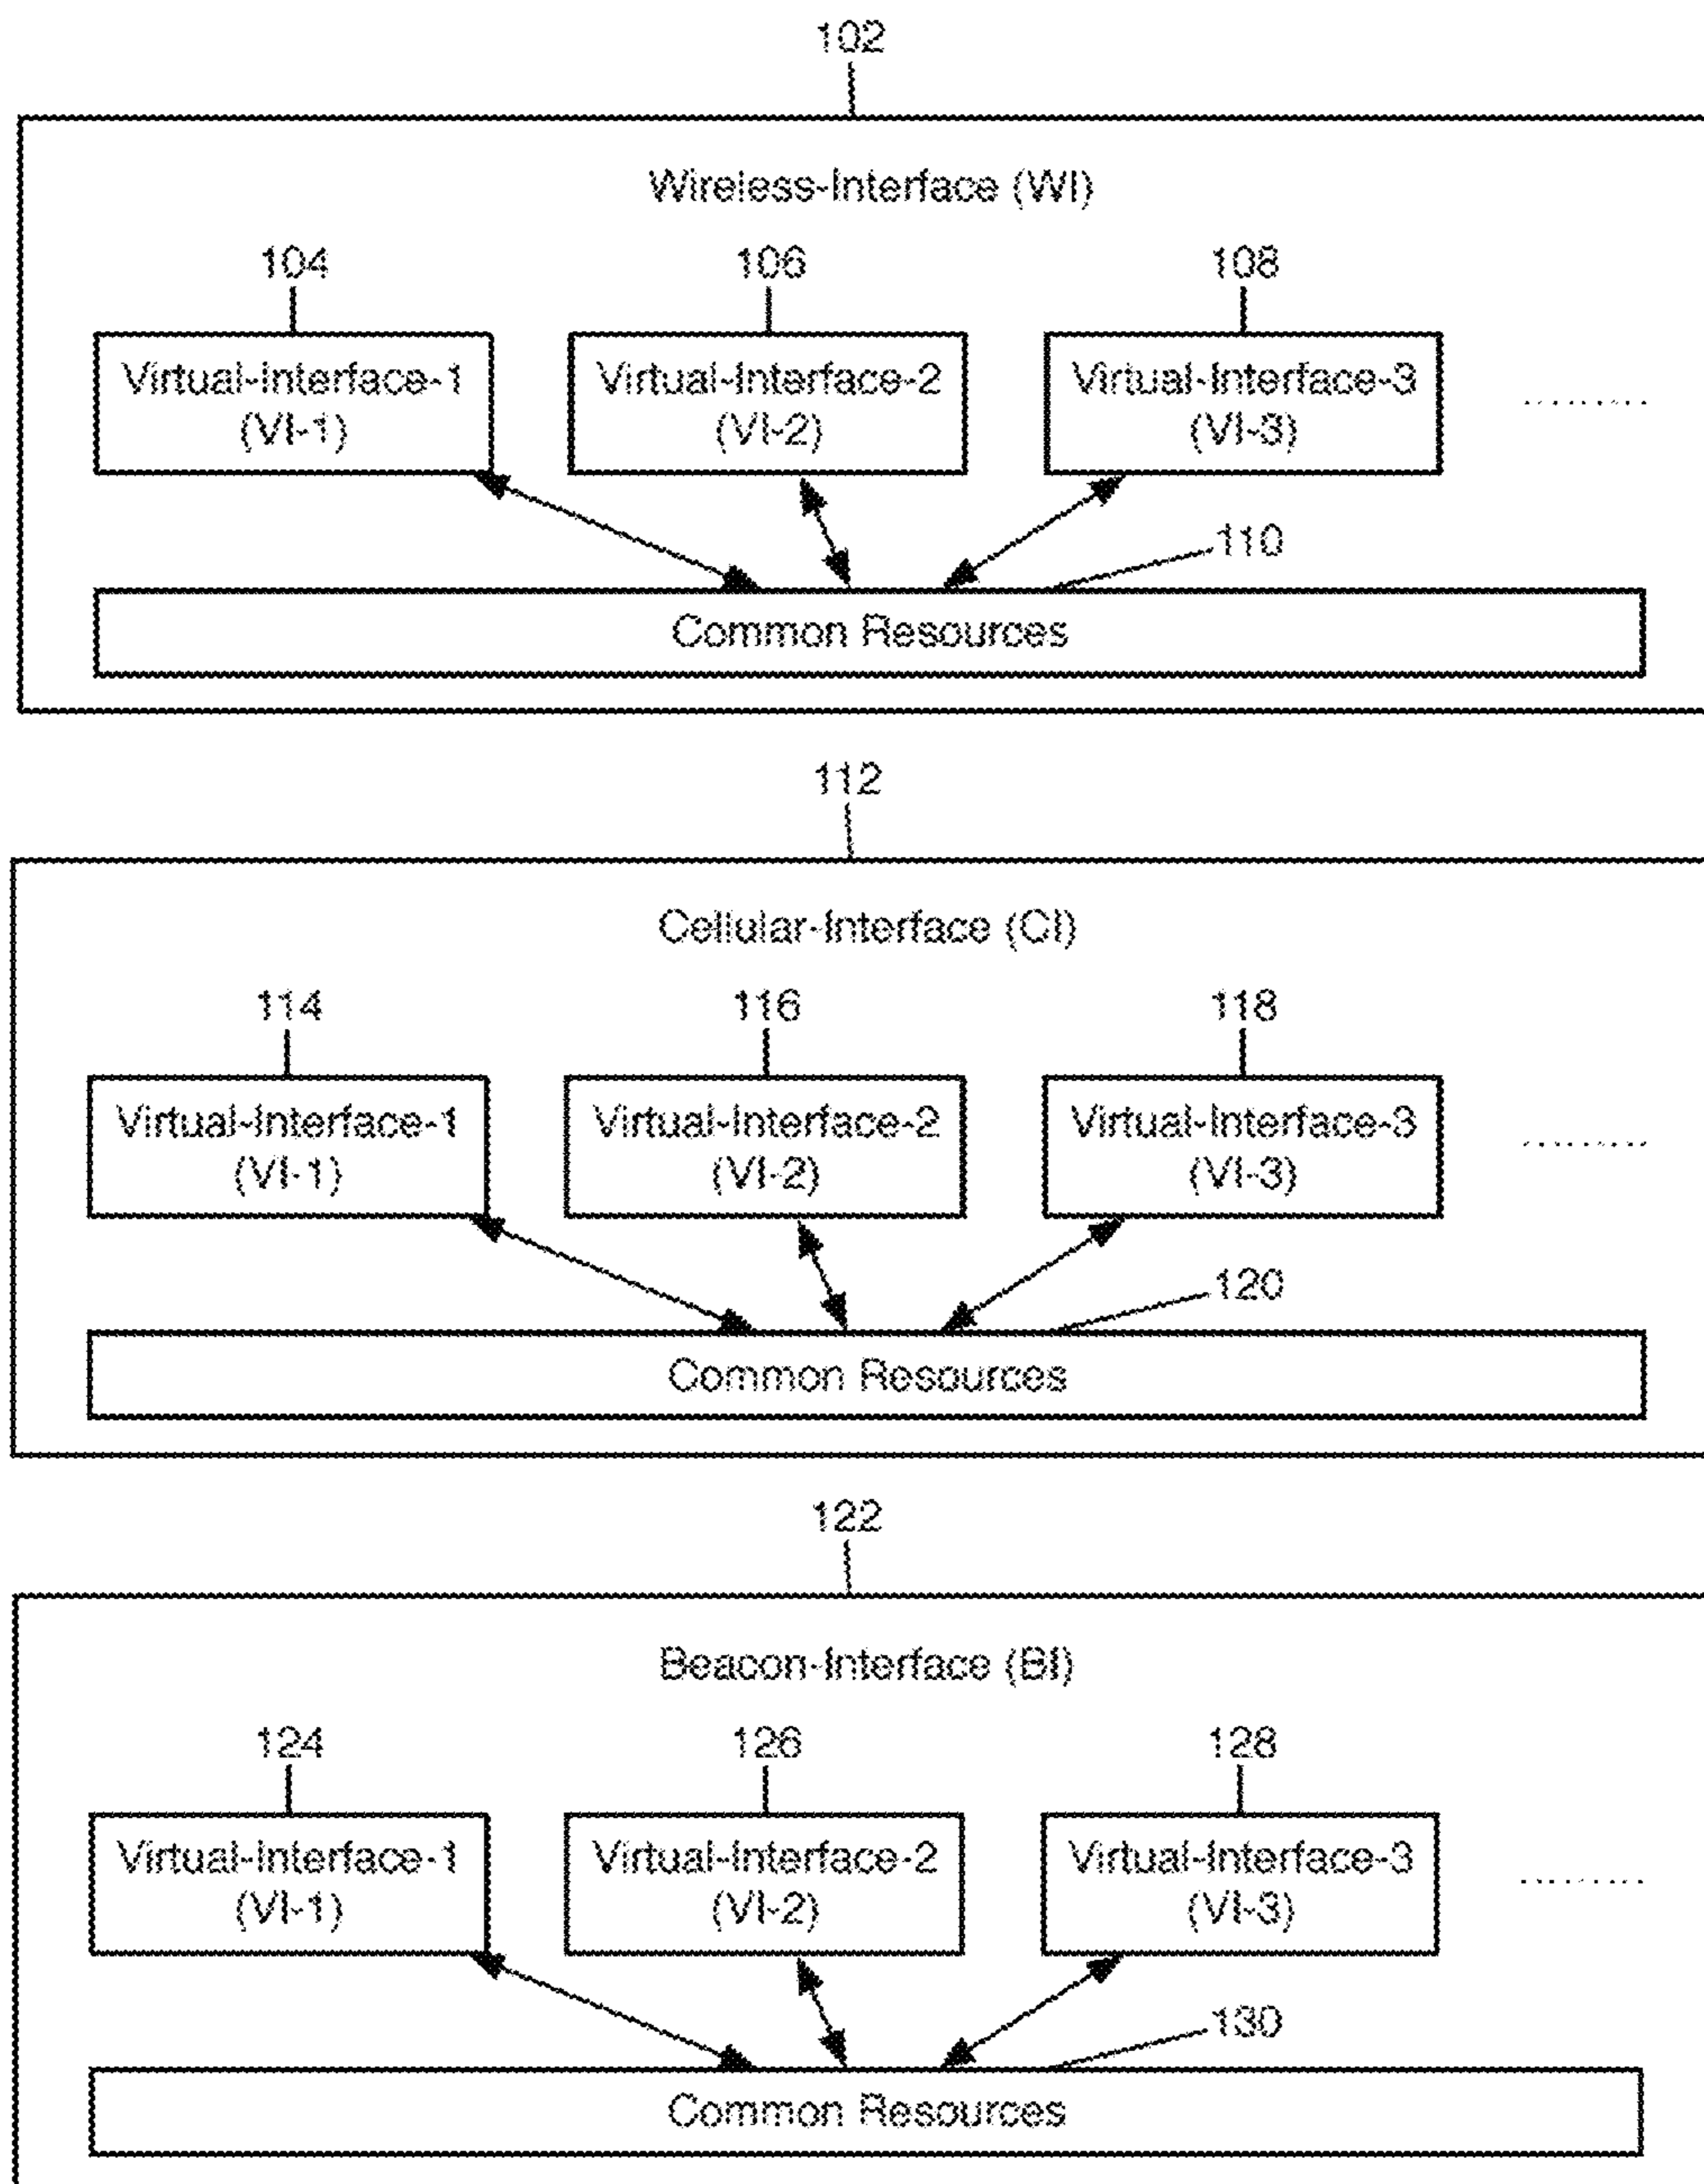 102
Wireless-Interface (WI)
104
106
108
Virtual-Interface-1
(VI-1)
Virtual-Interface-2
(VI-2)
Virtual-Interface-3
(VI-3)
.........
110
Common Resources
112
Cellular-Interface (CI)
114
116
118
Virtual-Interface-1
(VI-1)
Virtual-Interface-2
(VI-2)
Virtual-Interface-3
(VI-3)
.........
120
Common Resources
122
Beacon-Interface (BI)
124
126
128
Virtual-Interface-1
(VI-1)
Virtual-Interface-2
(VI-2)
Virtual-Interface-3
(VI-3)
.........
130
Common Resources